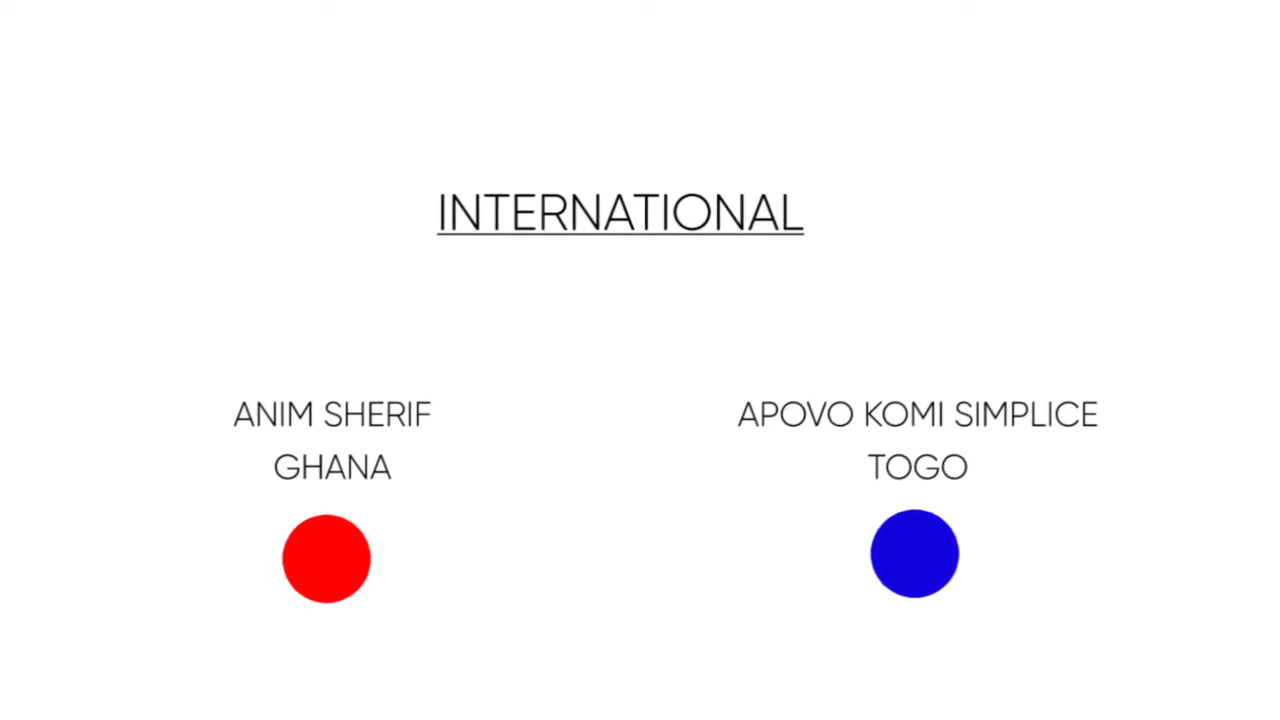 INTERNATIONAL
ANIM SHERIF
GHANA
APOVO KOMI SIMPLICE
TOGO